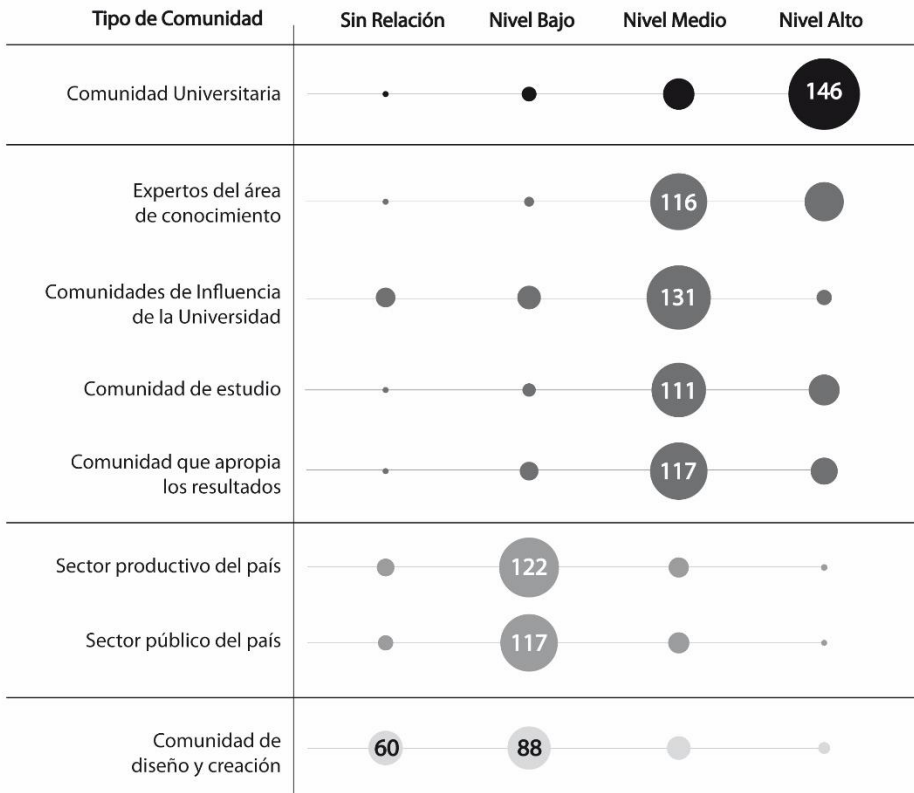 Tipo de Comunidad Sin Relación Nivel Bajo Nivel Medio Nivel Alto
Comunidad Universitaria 146
Expertos del área
de conocimiento 116
Comunidades de Influencia
de la Universidad 131
Comunidad de estudio 111
Comunidad que apropia
los resultados 117
Sector productivo del país 122
Sector público del país 117
Comunidad de
diseño y creación 60 88